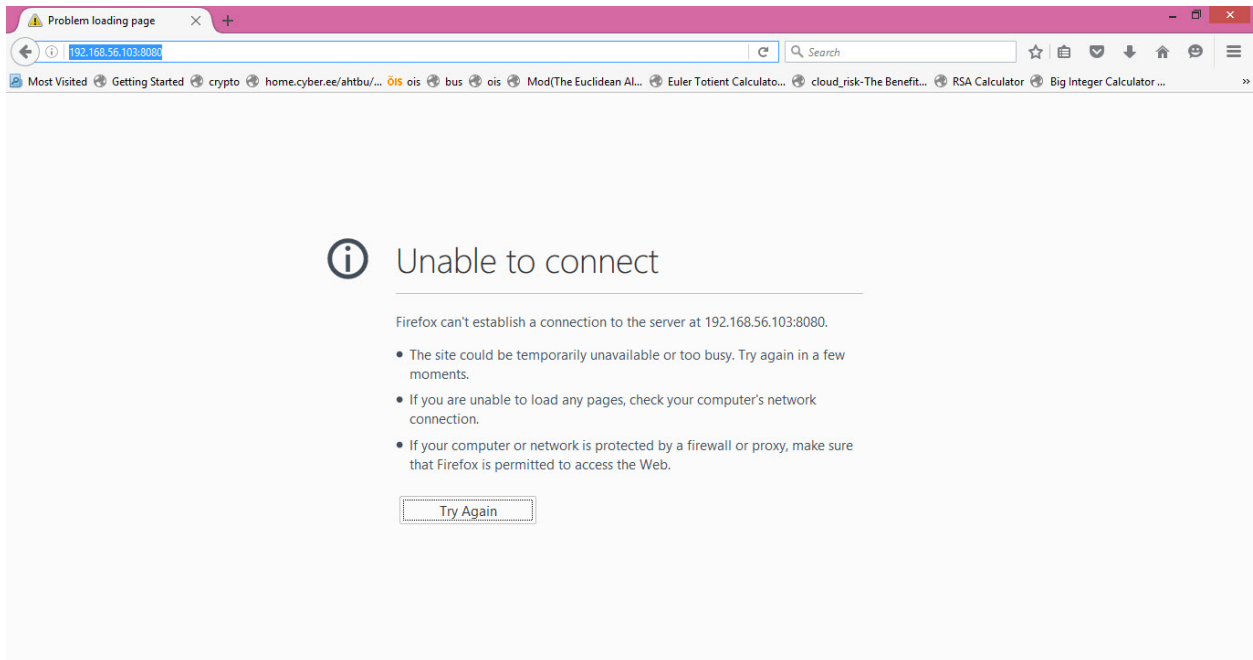 Problem loading page
192.168.56.103:8080
Search
Most Visited Getting Started crypto home.cyber.ee/ahtbu/... ÕIS ois bus ois Mod(The Euclidean Al... Euler Totient Calculato... cloud_risk-The Benefit... RSA Calculator Big Integer Calculator ... »
Unable to connect
Firefox can't establish a connection to the server at 192.168.56.103:8080.
• The site could be temporarily unavailable or too busy. Try again in a few
moments.
• If you are unable to load any pages, check your computer's network
connection.
• If your computer or network is protected by a firewall or proxy, make sure
that Firefox is permitted to access the Web.
Try Again